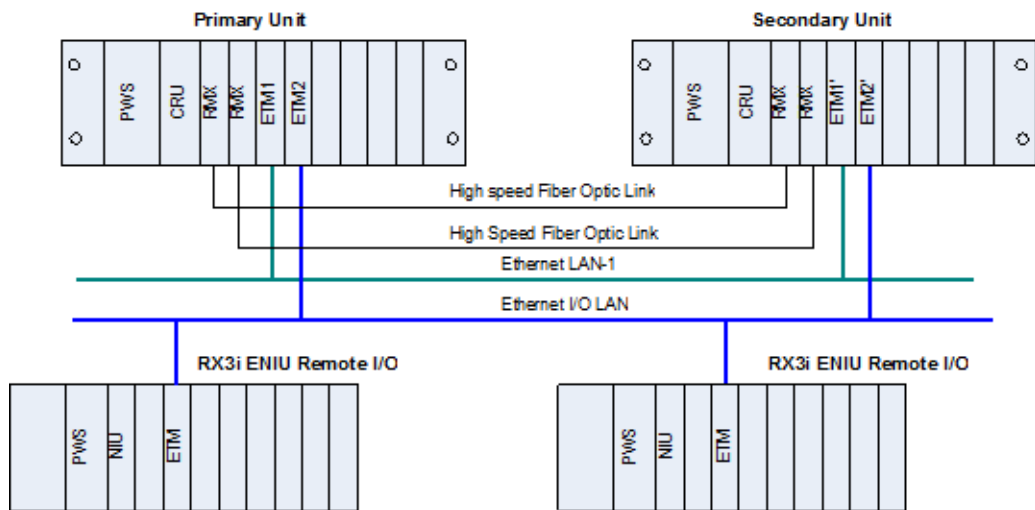 Primary Unit
Secondary Unit
PWS
CRU
RMX
RMX
ETM1
ETM2
PWS
CRU
RMX
RMX
ETM1'
ETM2'
High speed Fiber Optic Link
High Speed Fiber Optic Link
Ethernet LAN-1
Ethernet I/O LAN
RX3i ENIU Remote I/O
RX3i ENIU Remote I/O
PWS
NIU
ETM
PWS
NIU
ETM